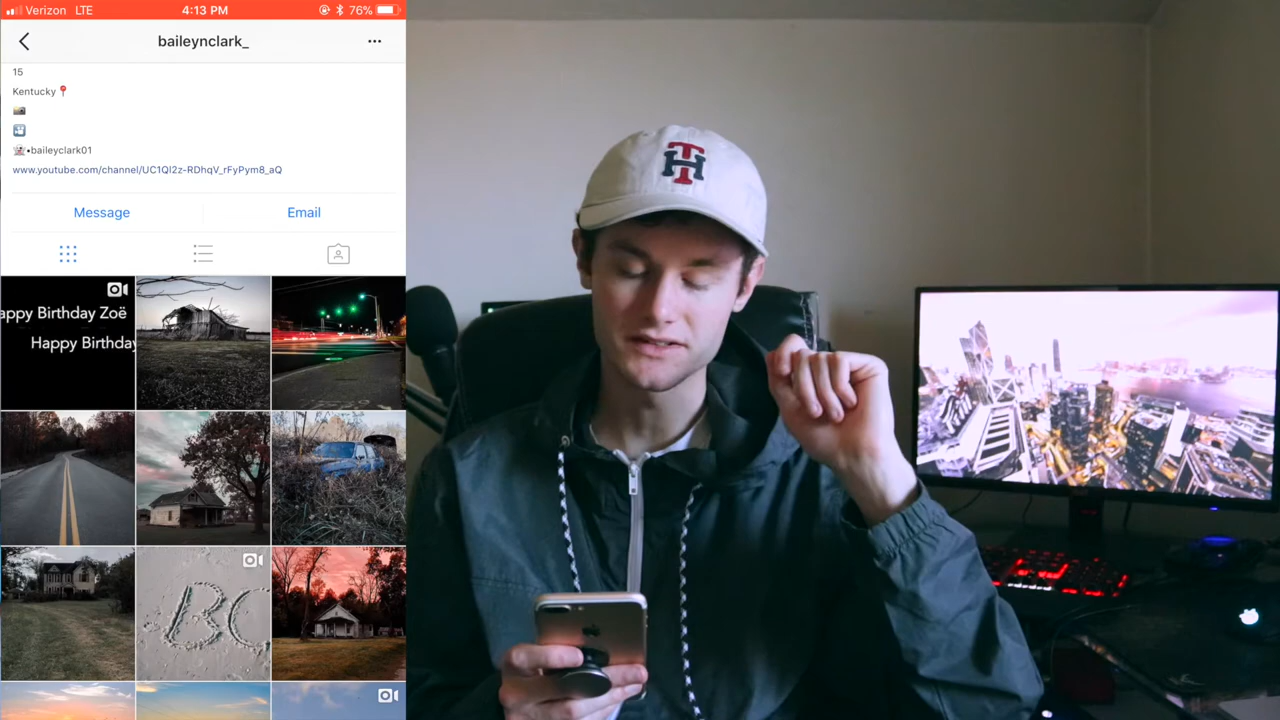 Verizon LTE 4:13 PM 76%
baileynclark_
15
Kentucky
•baileyclark01
www.youtube.com/channel/UC1QI2z-RDhqV_rFyPym8_aQ
Message Email
appy Birthday Zoë
Happy Birthday
BC
TH